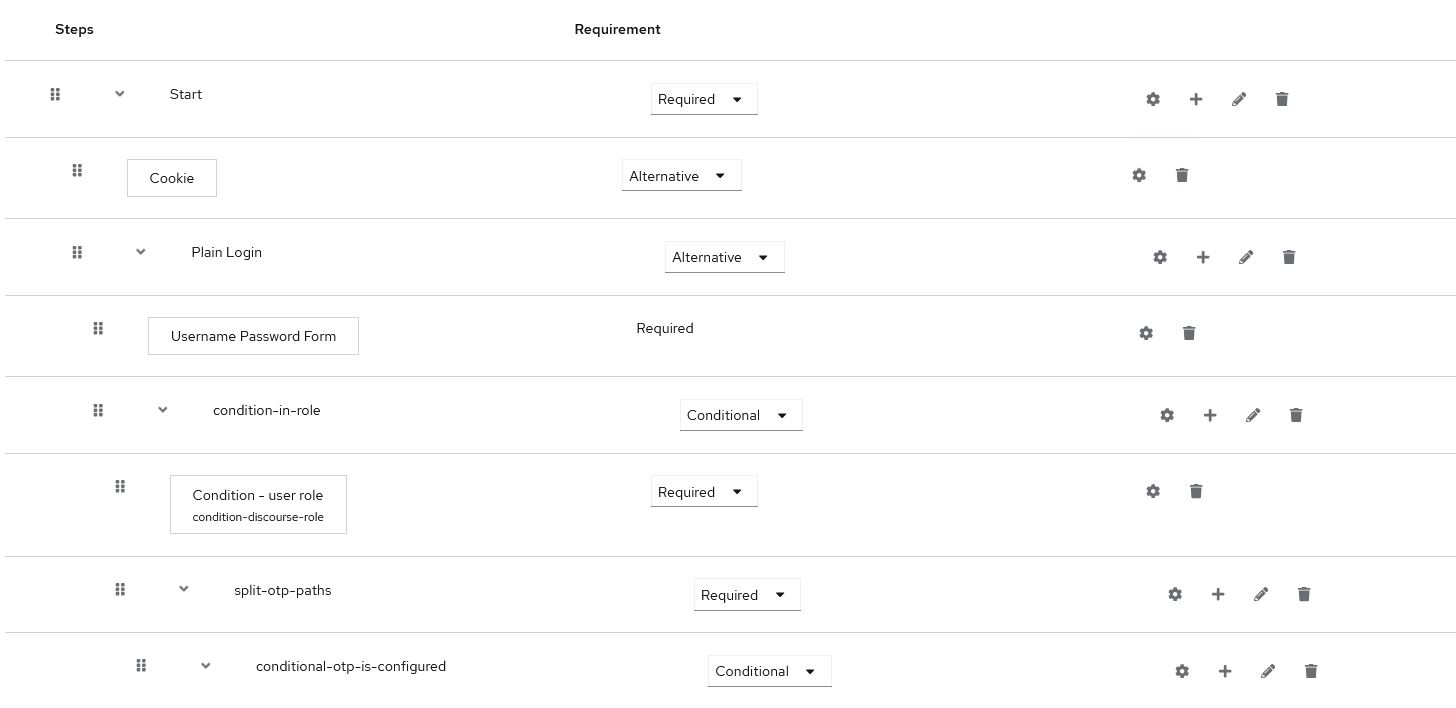 Steps Requirement
Start Required
Cookie Alternative
Plain Login Alternative
Username Password Form Required
condition-in-role Conditional
Condition - user role Required
condition-discourse-role
split-otp-paths Required
conditional-otp-is-configured Conditional